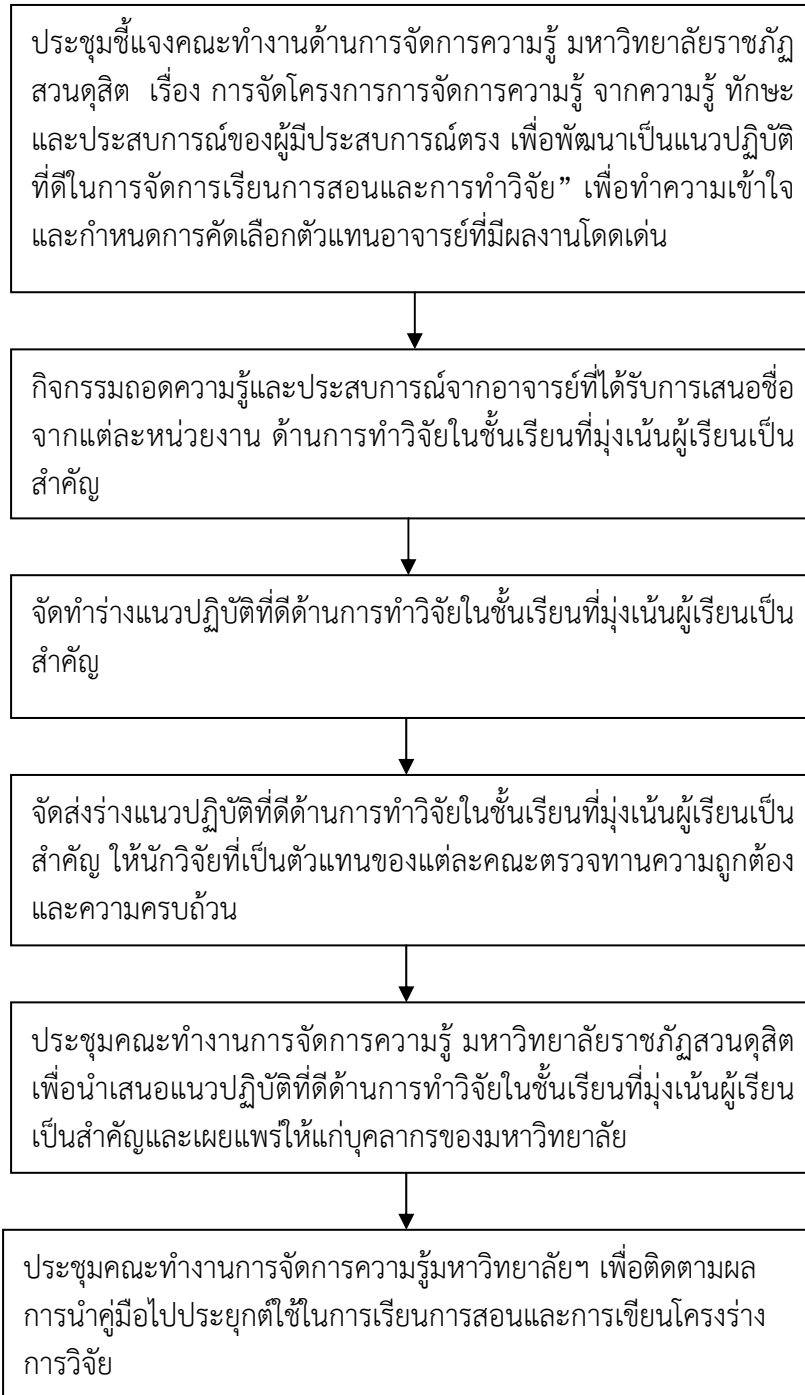 ประชุมชี้แจงคณะทำงานด้านการจัดการความรู้ มหาวิทยาลัยราชภัฏ
สวนดุสิต เรื่อง การจัดโครงการการจัดการความรู้ จากความรู้ ทักษะ
และประสบการณ์ของผู้มีประสบการณ์ตรง เพื่อพัฒนาเป็นแนวปฏิบัติ
ที่ดีในการจัดการเรียนการสอนและการทำวิจัย” เพื่อทำความเข้าใจ
และกำหนดการคัดเลือกตัวแทนอาจารย์ที่มีผลงานโดดเด่น
กิจกรรมถอดความรู้และประสบการณ์จากอาจารย์ที่ได้รับการเสนอชื่อ
จากแต่ละหน่วยงาน ด้านการทำวิจัยในชั้นเรียนที่มุ่งเน้นผู้เรียนเป็น
สำคัญ
จัดทำร่างแนวปฏิบัติที่ดีด้านการทำวิจัยในชั้นเรียนที่มุ่งเน้นผู้เรียนเป็น
สำคัญ
จัดส่งร่างแนวปฏิบัติที่ดีด้านการทำวิจัยในชั้นเรียนที่มุ่งเน้นผู้เรียนเป็น
สำคัญ ให้นักวิจัยที่เป็นตัวแทนของแต่ละคณะตรวจทานความถูกต้อง
และความครบถ้วน
ประชุมคณะทำงานการจัดการความรู้ มหาวิทยาลัยราชภัฏสวนดุสิต
เพื่อนำเสนอแนวปฏิบัติที่ดีด้านการทำวิจัยในชั้นเรียนที่มุ่งเน้นผู้เรียน
เป็นสำคัญและเผยแพร่ให้แก่บุคลากรของมหาวิทยาลัย
ประชุมคณะทำงานการจัดการความรู้มหาวิทยาลัยฯ เพื่อติดตามผล
การนำคู่มือไปประยุกต์ใช้ในการเรียนการสอนและการเขียนโครงร่าง
การวิจัย